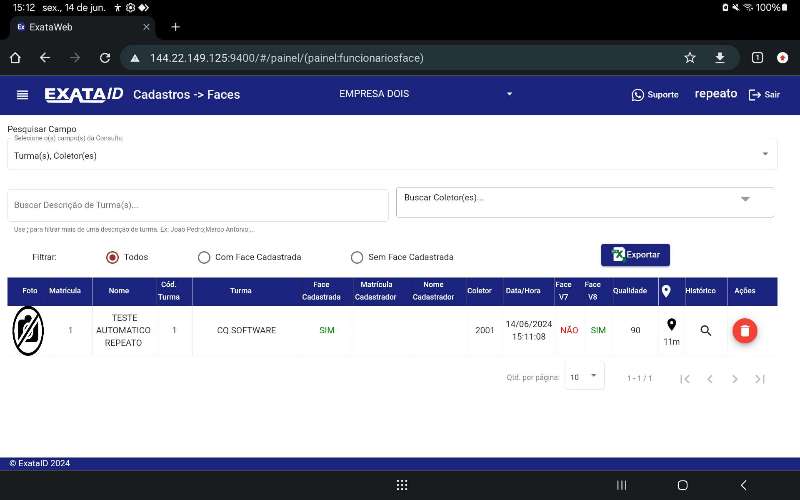 15:12 sex., 14 de jun.
100%
ExataWeb
144.22.149.125:9400/#/painel/(painel:funcionariosface)
1
EXATAID Cadastros -> Faces
EMPRESA DOIS
Suporte
repeato
Sair
Pesquisar Campo
Selecione o(s) campo(s) da Consulta
Turma(s), Coletor(es)
Buscar Descrição de Turma(s)...
Buscar Coletor(es)...
Use ; para filtrar mais de uma descrição de turma. Ex: João Pedro;Marco Antonio...
Filtrar:
Todos
Com Face Cadastrada
Sem Face Cadastrada
Exportar
Foto
Matrícula
Nome
Cód. Turma
Turma
Face Cadastrada
Matrícula Cadastrador
Nome Cadastrador
Coletor
Data/Hora
Face V7
Face V8
Qualidade
Histórico
Ações
1
TESTE AUTOMATICO REPEATO
1
CQ.SOFTWARE
SIM
2001
14/06/2024 15:11:08
NÃO
SIM
90
11m
Qtd. por página:
10
1 - 1 / 1
© ExataID 2024